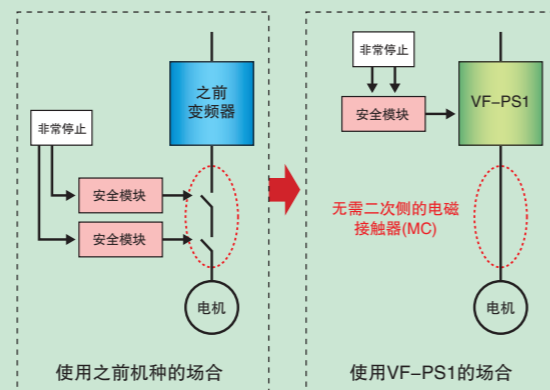 之前
变频器
非常停止
安全模块
安全模块
电机
使用之前机种的场合
非常停止
安全模块
VF-PS1
无需二次侧的电磁
接触器(MC)
电机
使用VF-PS1的场合